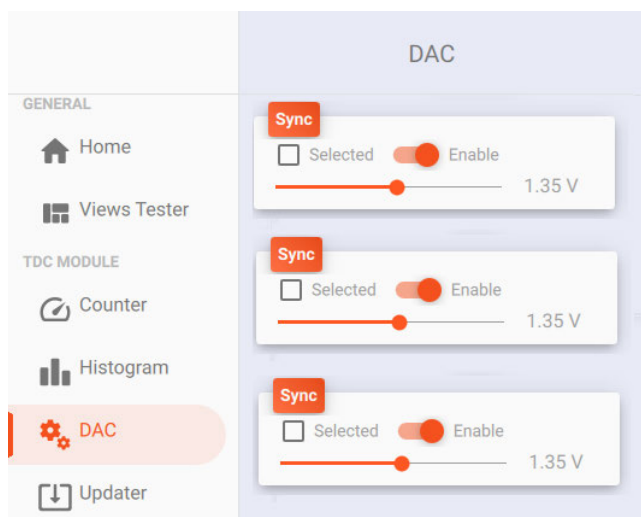 GENERAL
Home
Views Tester
TDC MODULE
Counter
Histogram
DAC
Updater
DAC
Sync
Selected Enable
1.35 V
Sync
Selected Enable
1.35 V
Sync
Selected Enable
1.35 V